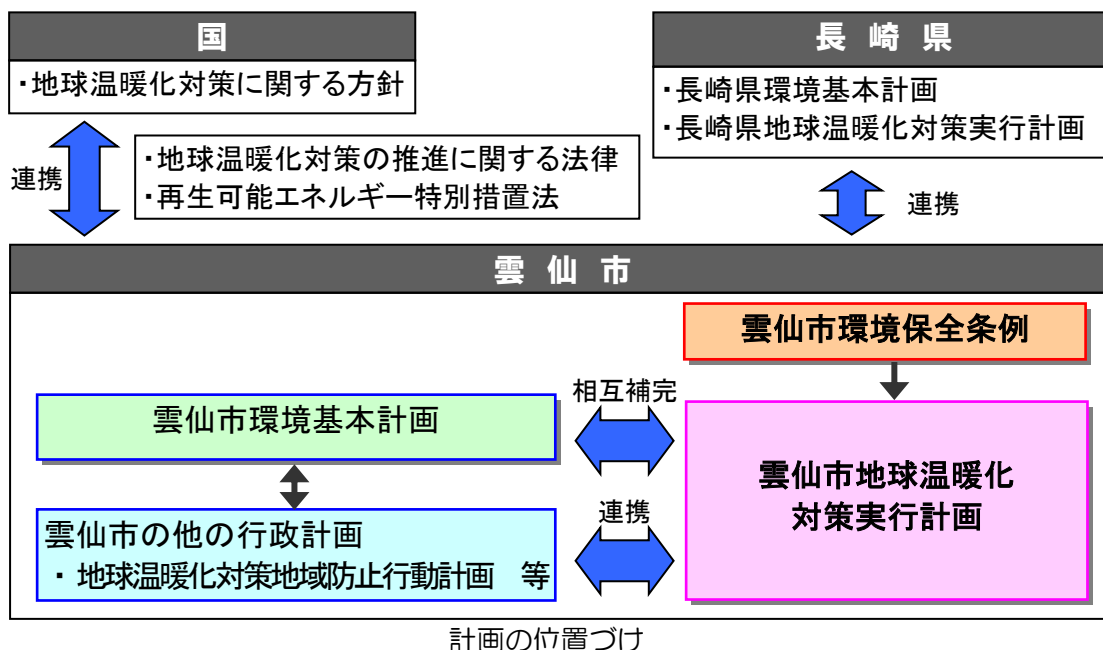 国
・地球温暖化対策に関する方針
長崎県
・長崎県環境基本計画
・長崎県地球温暖化対策実行計画
連携
・地球温暖化対策の推進に関する法律
・再生可能エネルギー特別措置法
連携
雲仙市
雲仙市環境保全条例
相互補完
雲仙市環境基本計画
雲仙市地球温暖化
対策実行計画
連携
雲仙市の他の行政計画
・ 地球温暖化対策地域防止行動計画 等
計画の位置づけ